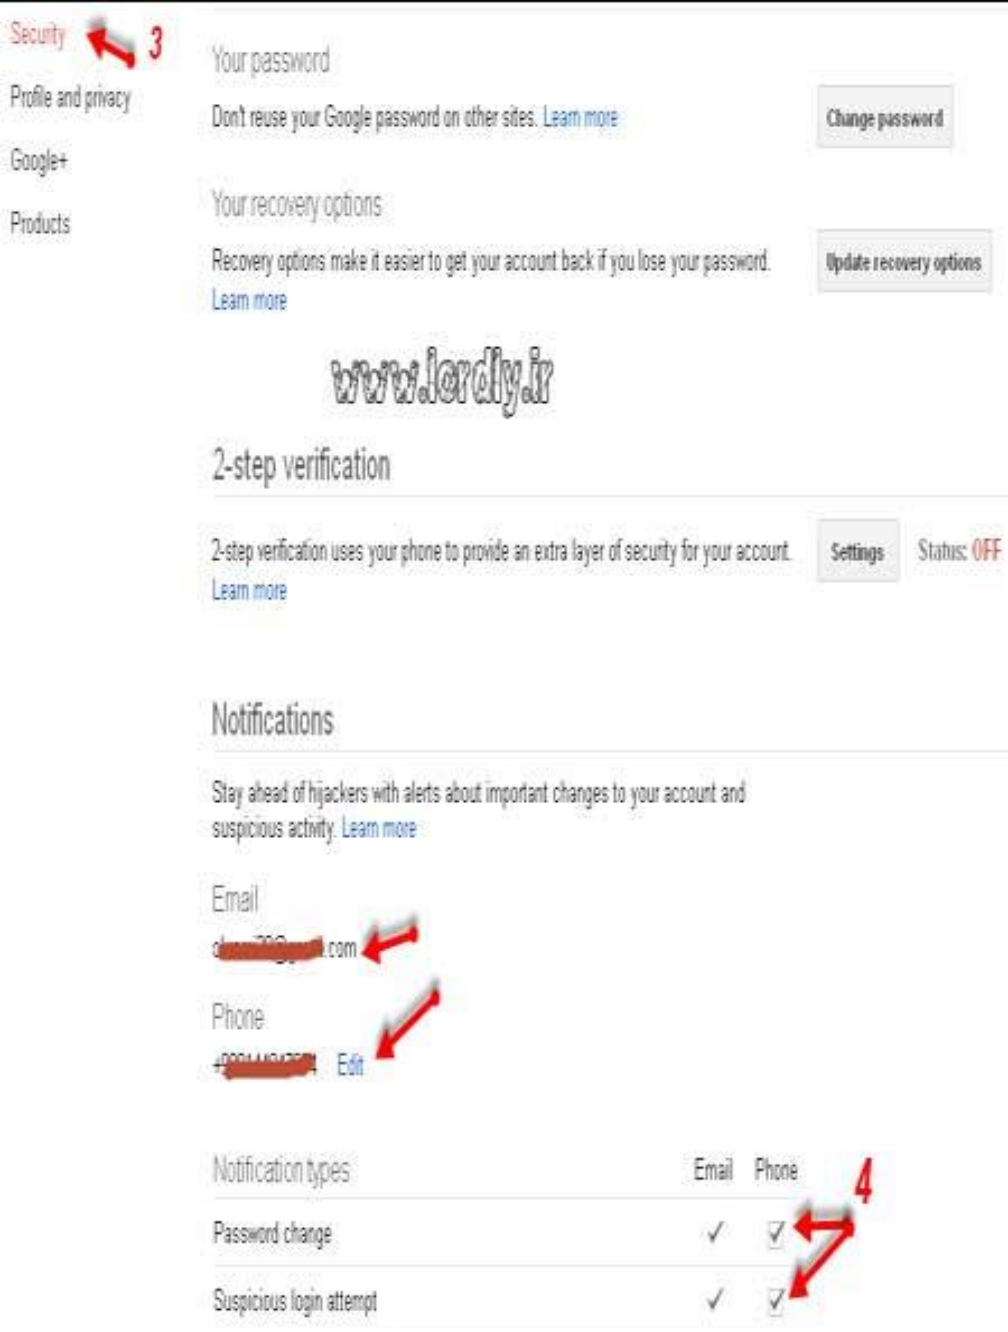 Security
3
Profile and privacy
Google+
Products
Your password
Don't reuse your Google password on other sites. Learn more
Change password
Your recovery options
Recovery options make it easier to get your account back if you lose your password.
Learn more
Update recovery options
2-step verification
2-step verification uses your phone to provide an extra layer of security for your account.
Learn more
Settings
Status: OFF
Notifications
Stay ahead of hijackers with alerts about important changes to your account and
suspicious activity. Learn more
Email
.com
Phone
Edit
Notification types Email Phone
4
Password change ✓ ✓
Suspicious login attempt ✓ ✓